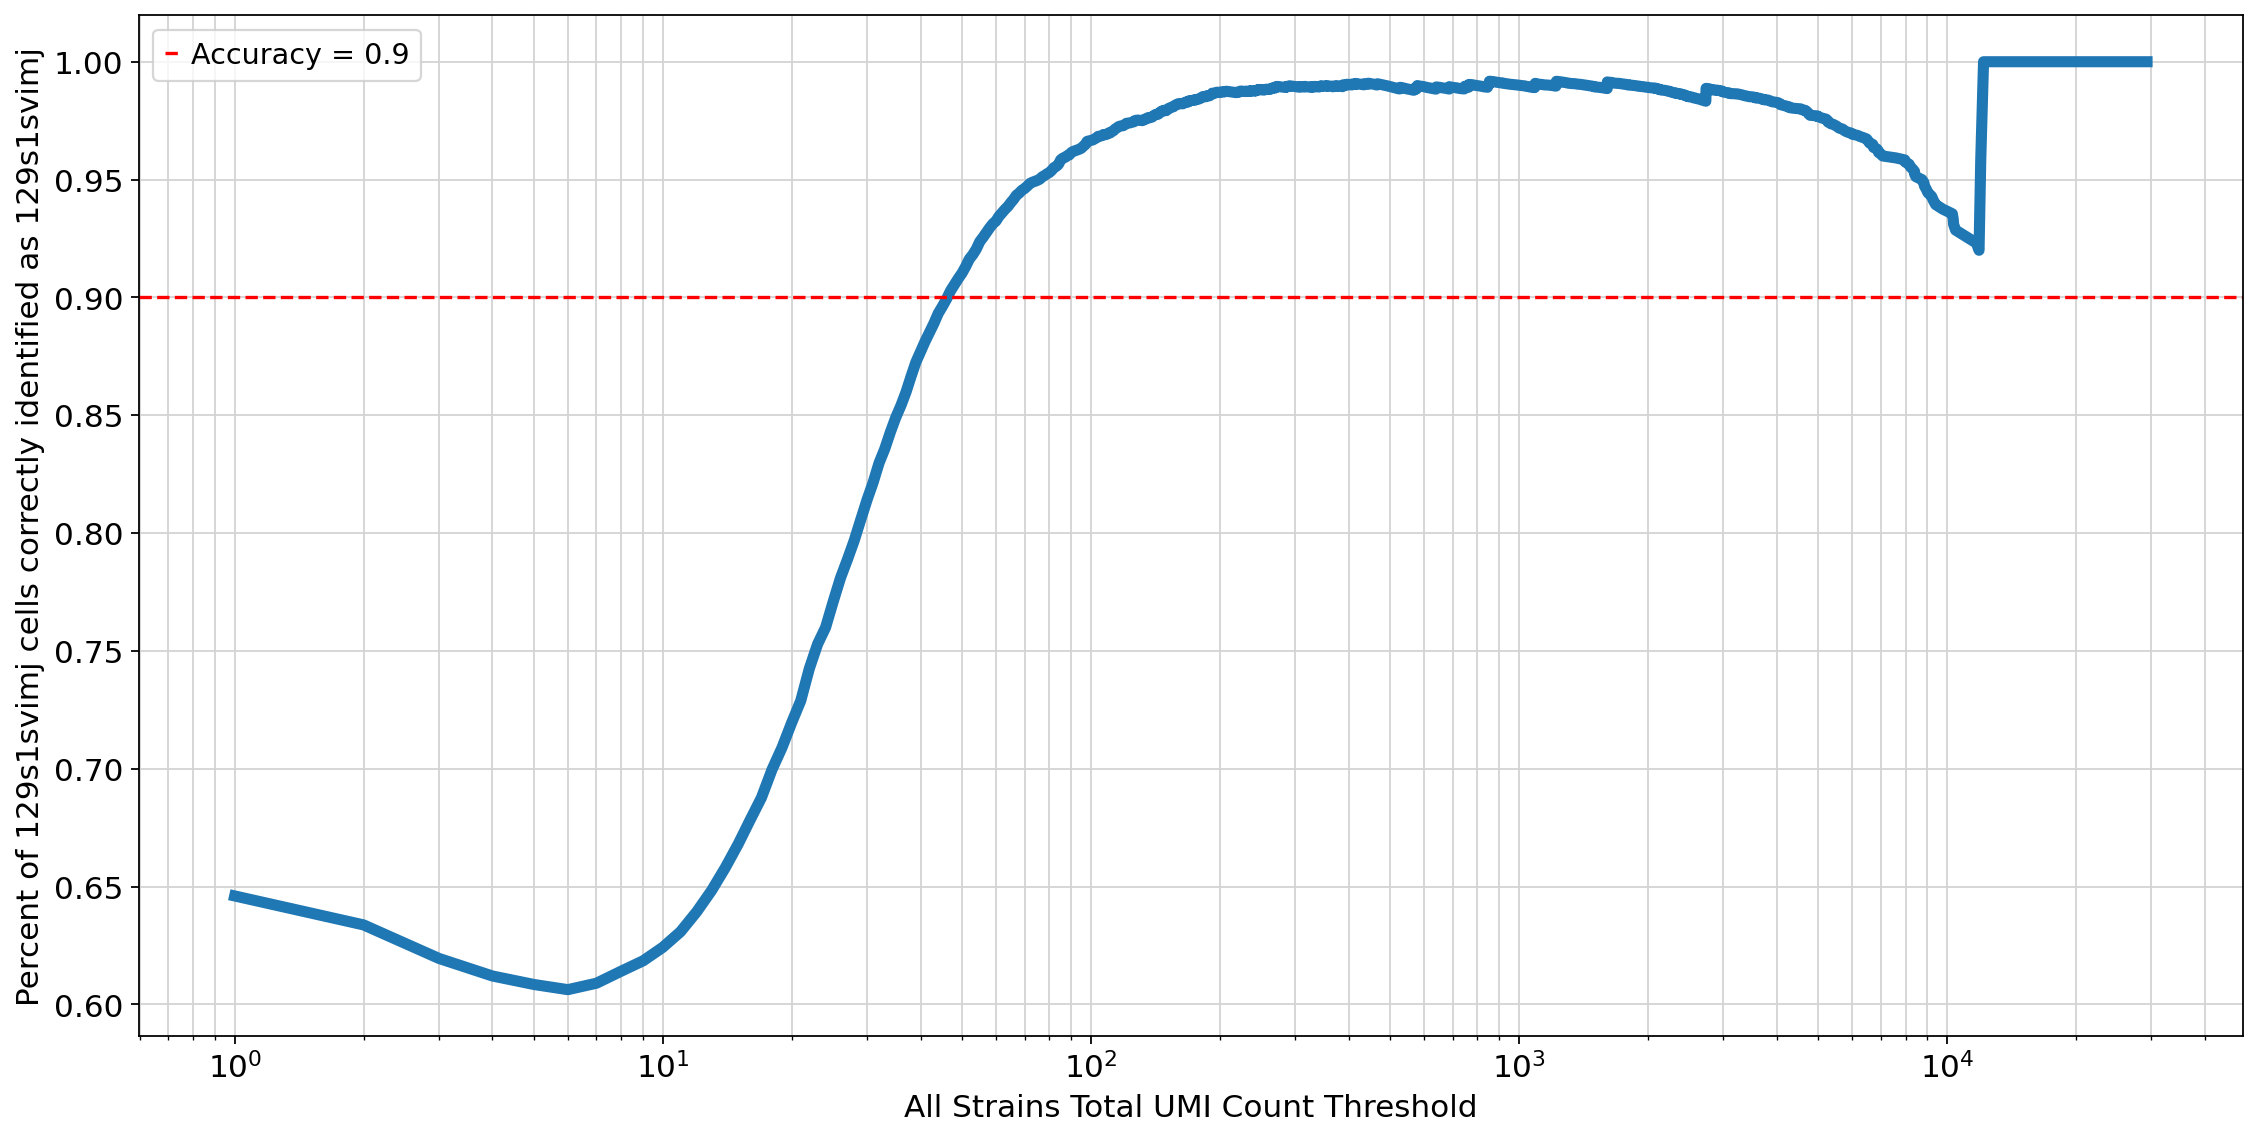 Accuracy = 0.9
Percent of 129s1svimj cells correctly identified as 129s1svimj
1.00
0.95
0.90
0.85
0.80
0.75
0.70
0.65
0.60
10⁰ 10¹ 10² 10³ 10⁴
All Strains Total UMI Count Threshold